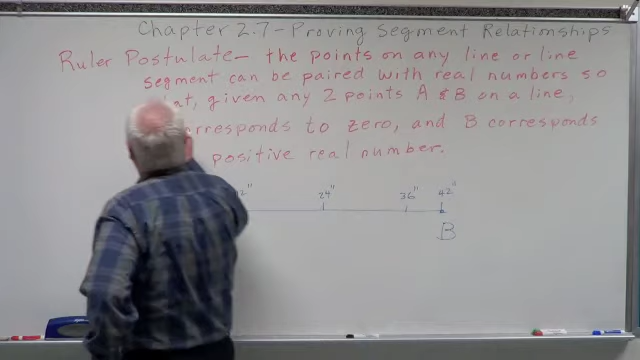 Chapter 2.7 - Proving Segment Relationships
Ruler Postulate - the points on any line or line
segment can be paired with real numbers so
given any 2 points A & B on a line,
corresponds to zero, and B corresponds
positive real number.
24" 36" 42"
B